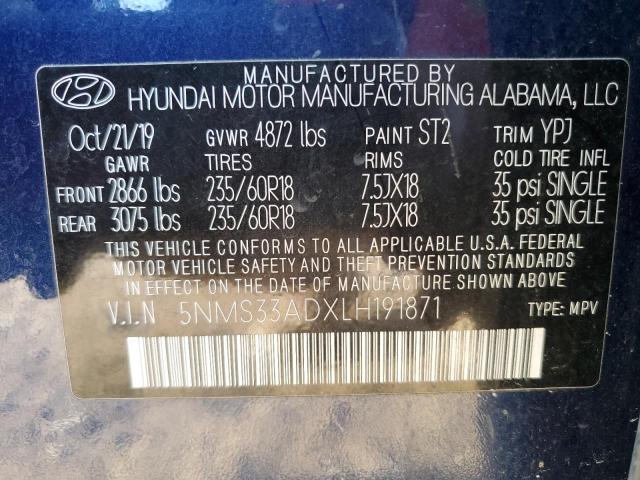 MANUFACTURED BY
HYUNDAI MOTOR MANUFACTURING ALABAMA, LLC
Oct/21/19 GVWR 4872 lbs PAINT ST2 TRIM YPJ
GAWR TIRES RIMS COLD TIRE INFL
FRONT 2866 lbs 235/60R18 7.5JX18 35 psi SINGLE
REAR 3075 lbs 235/60R18 7.5JX18 35 psi SINGLE
THIS VEHICLE CONFORMS TO ALL APPLICABLE U.S.A. FEDERAL
MOTOR VEHICLE SAFETY AND THEFT PREVENTION STANDARDS
IN EFFECT ON THE DATE OF MANUFACTURE SHOWN ABOVE.
V.I.N 5NMS33ADXLH191871 TYPE: MPV